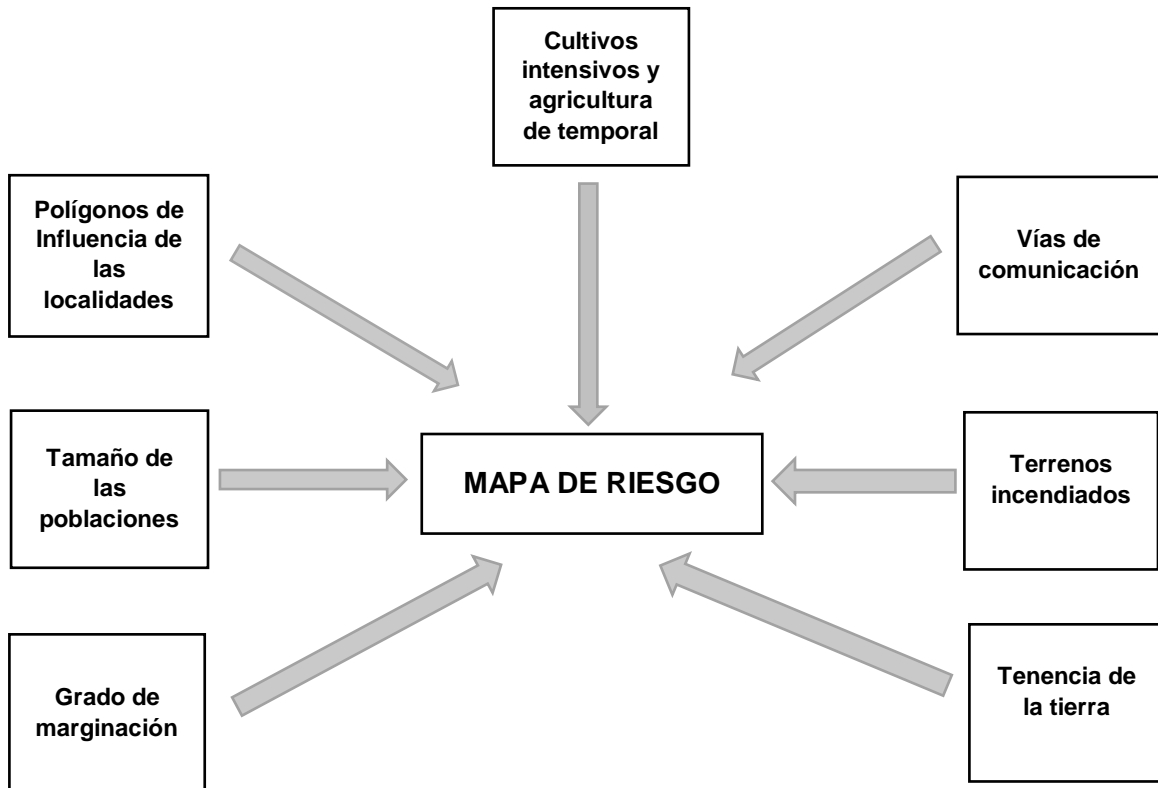 Cultivos
intensivos y
agricultura
de temporal
Polígonos de
Influencia de
las
localidades
Vías de
comunicación
Tamaño de
las
poblaciones
MAPA DE RIESGO
Terrenos
incendiados
Grado de
marginación
Tenencia de
la tierra